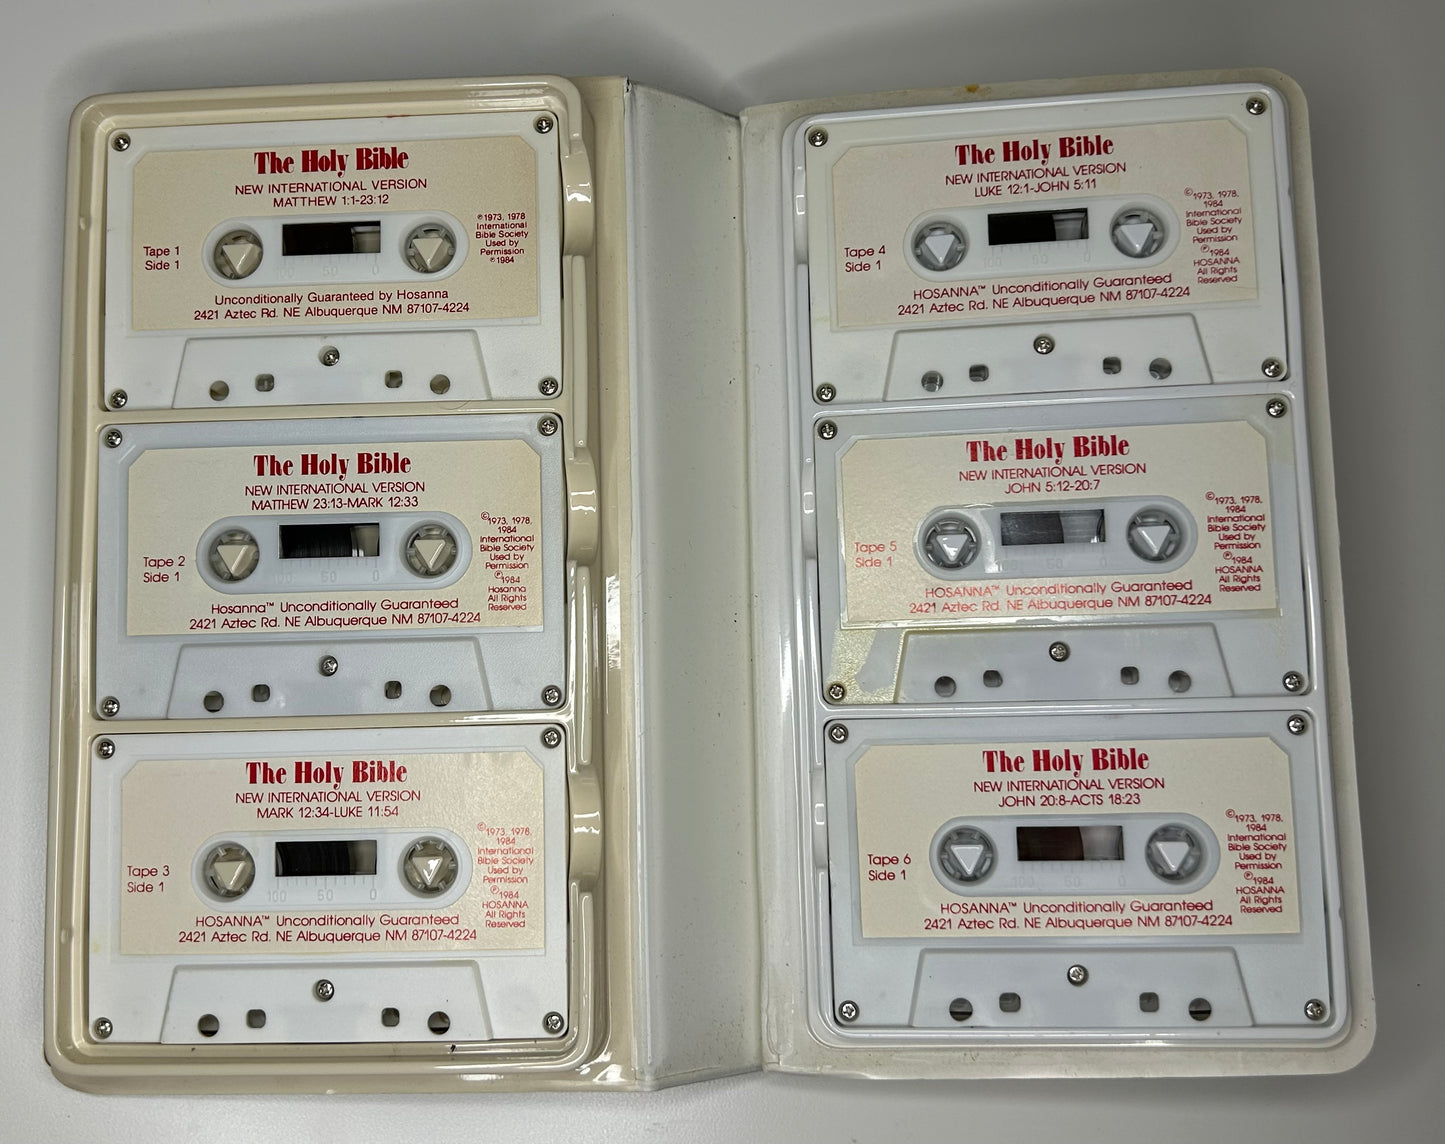 The Holy Bible
NEW INTERNATIONAL VERSION
MATTHEW 1:1-23:12
Tape 1
Side 1
100 50 0
℗1973, 1978
International
Bible Society
Used by
Permission
℗1984
Unconditionally Guaranteed by Hosanna
2421 Aztec Rd. NE Albuquerque NM 87107-4224
The Holy Bible
NEW INTERNATIONAL VERSION
MATTHEW 23:13-MARK 12:33
Tape 2
Side 1
100 50 0
©1973, 1978,
1984
International
Bible Society
Used by
Permission
℗1984
Hosanna
All Rights
Reserved
Hosanna™ Unconditionally Guaranteed
2421 Aztec Rd. NE Albuquerque NM 87107-4224
The Holy Bible
NEW INTERNATIONAL VERSION
MARK 12:34-LUKE 11:54
Tape 3
Side 1
100 50 0
©1973, 1978,
1984
International
Bible Society
Used by
Permission
℗1984
HOSANNA
All Rights
Reserved
HOSANNA™ Unconditionally Guaranteed
2421 Aztec Rd. NE Albuquerque NM 87107-4224
The Holy Bible
NEW INTERNATIONAL VERSION
LUKE 12:1-JOHN 5:11
Tape 4
Side 1
100 50 0
©1973, 1978,
1984
International
Bible Society
Used by
Permission
℗1984
HOSANNA
All Rights
Reserved
HOSANNA™ Unconditionally Guaranteed
2421 Aztec Rd. NE Albuquerque NM 87107-4224
The Holy Bible
NEW INTERNATIONAL VERSION
JOHN 5:12-20:7
Tape 5
Side 1
100 50 0
©1973, 1978,
1984
International
Bible Society
Used by
Permission
℗1984
HOSANNA
All Rights
Reserved
HOSANNA™ Unconditionally Guaranteed
2421 Aztec Rd. NE Albuquerque NM 87107-4224
The Holy Bible
NEW INTERNATIONAL VERSION
JOHN 20:8-ACTS 18:23
Tape 6
Side 1
100 50 0
©1973, 1978,
1984
International
Bible Society
Used by
Permission
℗1984
HOSANNA
All Rights
Reserved
HOSANNA™ Unconditionally Guaranteed
2421 Aztec Rd. NE Albuquerque NM 87107-4224